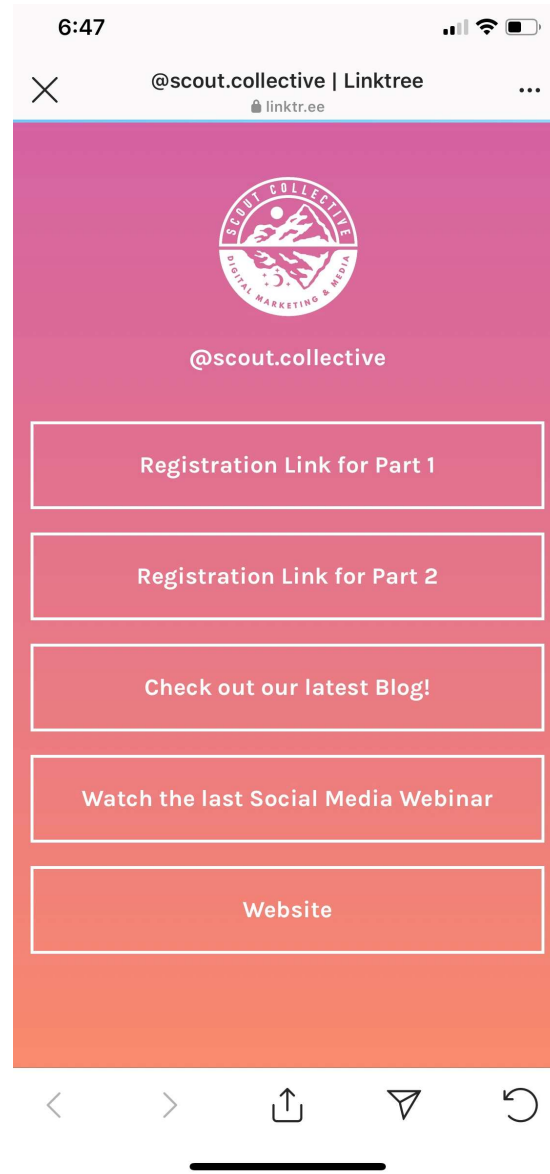 6:47
@scout.collective | Linktree
linktr.ee
SCOUT COLLECTIVE
DIGITAL MARKETING & MEDIA
@scout.collective
Registration Link for Part 1
Registration Link for Part 2
Check out our latest Blog!
Watch the last Social Media Webinar
Website